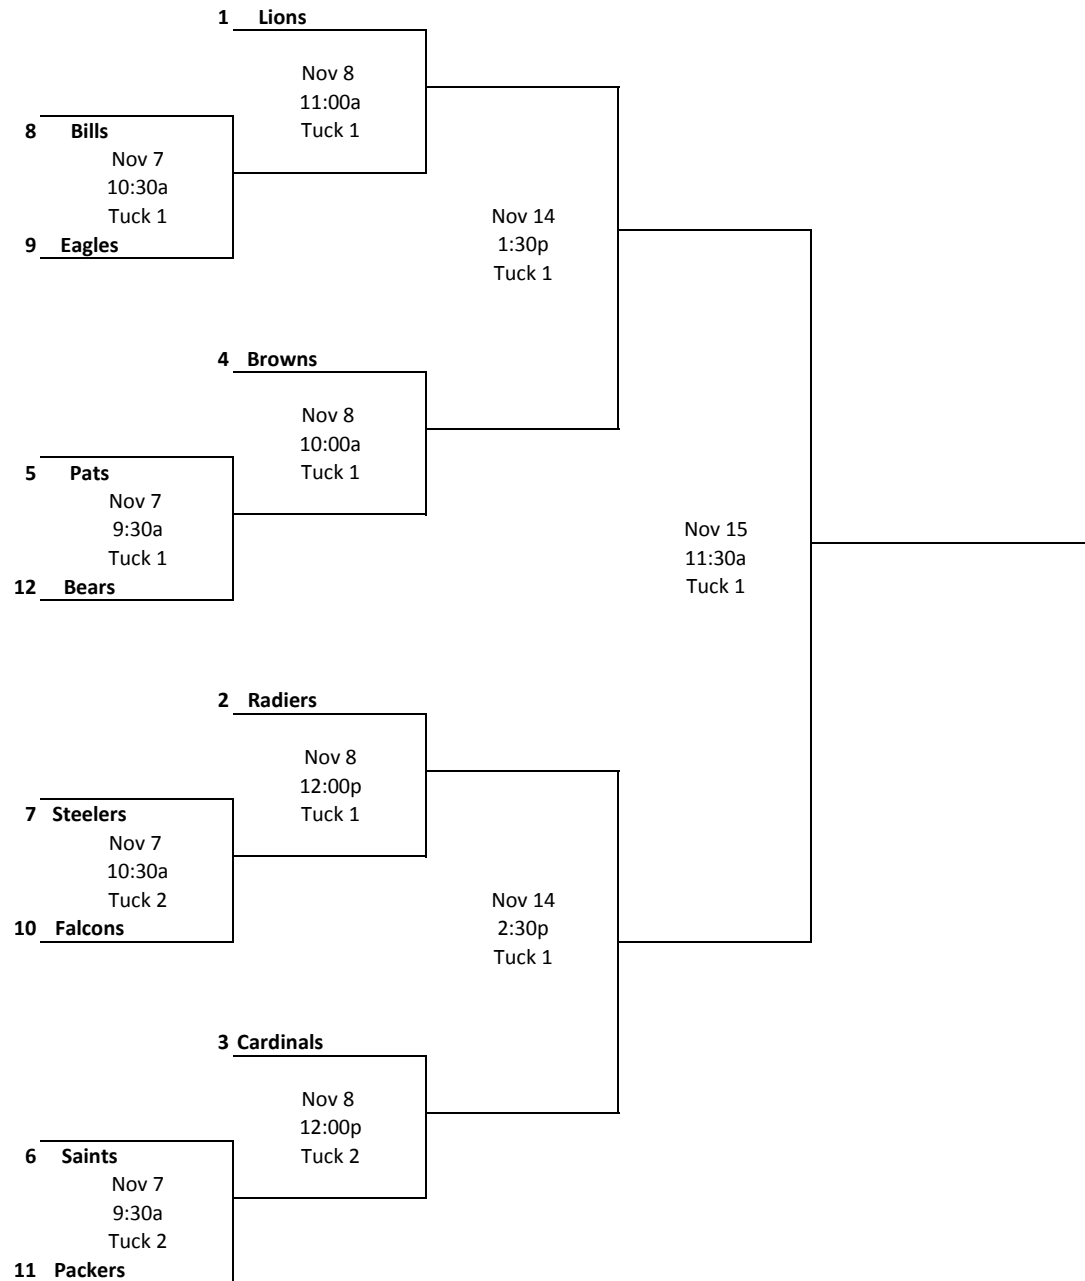 1 Lions
Nov 8
11:00a
Tuck 1
8 Bills
Nov 7
10:30a
Tuck 1
9 Eagles
Nov 14
1:30p
Tuck 1
4 Browns
Nov 8
10:00a
Tuck 1
5 Pats
Nov 7
9:30a
Tuck 1
12 Bears
Nov 15
11:30a
Tuck 1
2 Radiers
Nov 8
12:00p
Tuck 1
7 Steelers
Nov 7
10:30a
Tuck 2
10 Falcons
Nov 14
2:30p
Tuck 1
3 Cardinals
Nov 8
12:00p
Tuck 2
6 Saints
Nov 7
9:30a
Tuck 2
11 Packers